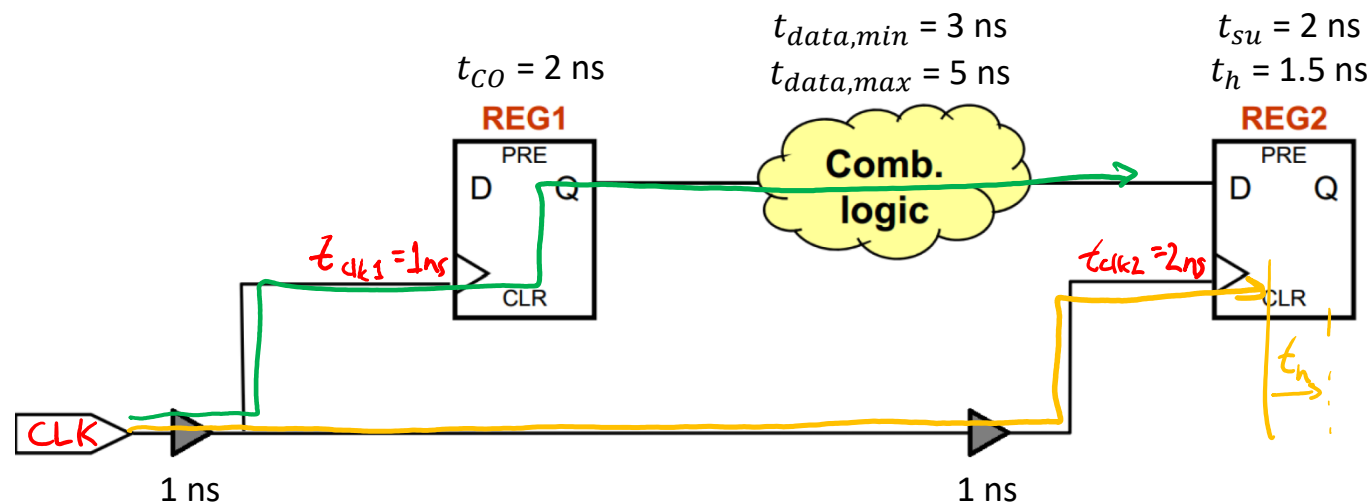 t_CO = 2 ns
t_data,min = 3 ns
t_data,max = 5 ns
t_su = 2 ns
t_h = 1.5 ns
REG1
PRE
D Q
CLR
Comb.
logic
REG2
PRE
D Q
CLR
t_clk1 = 1ns
t_clk2 = 2ns
t_h
CLK
1 ns
1 ns